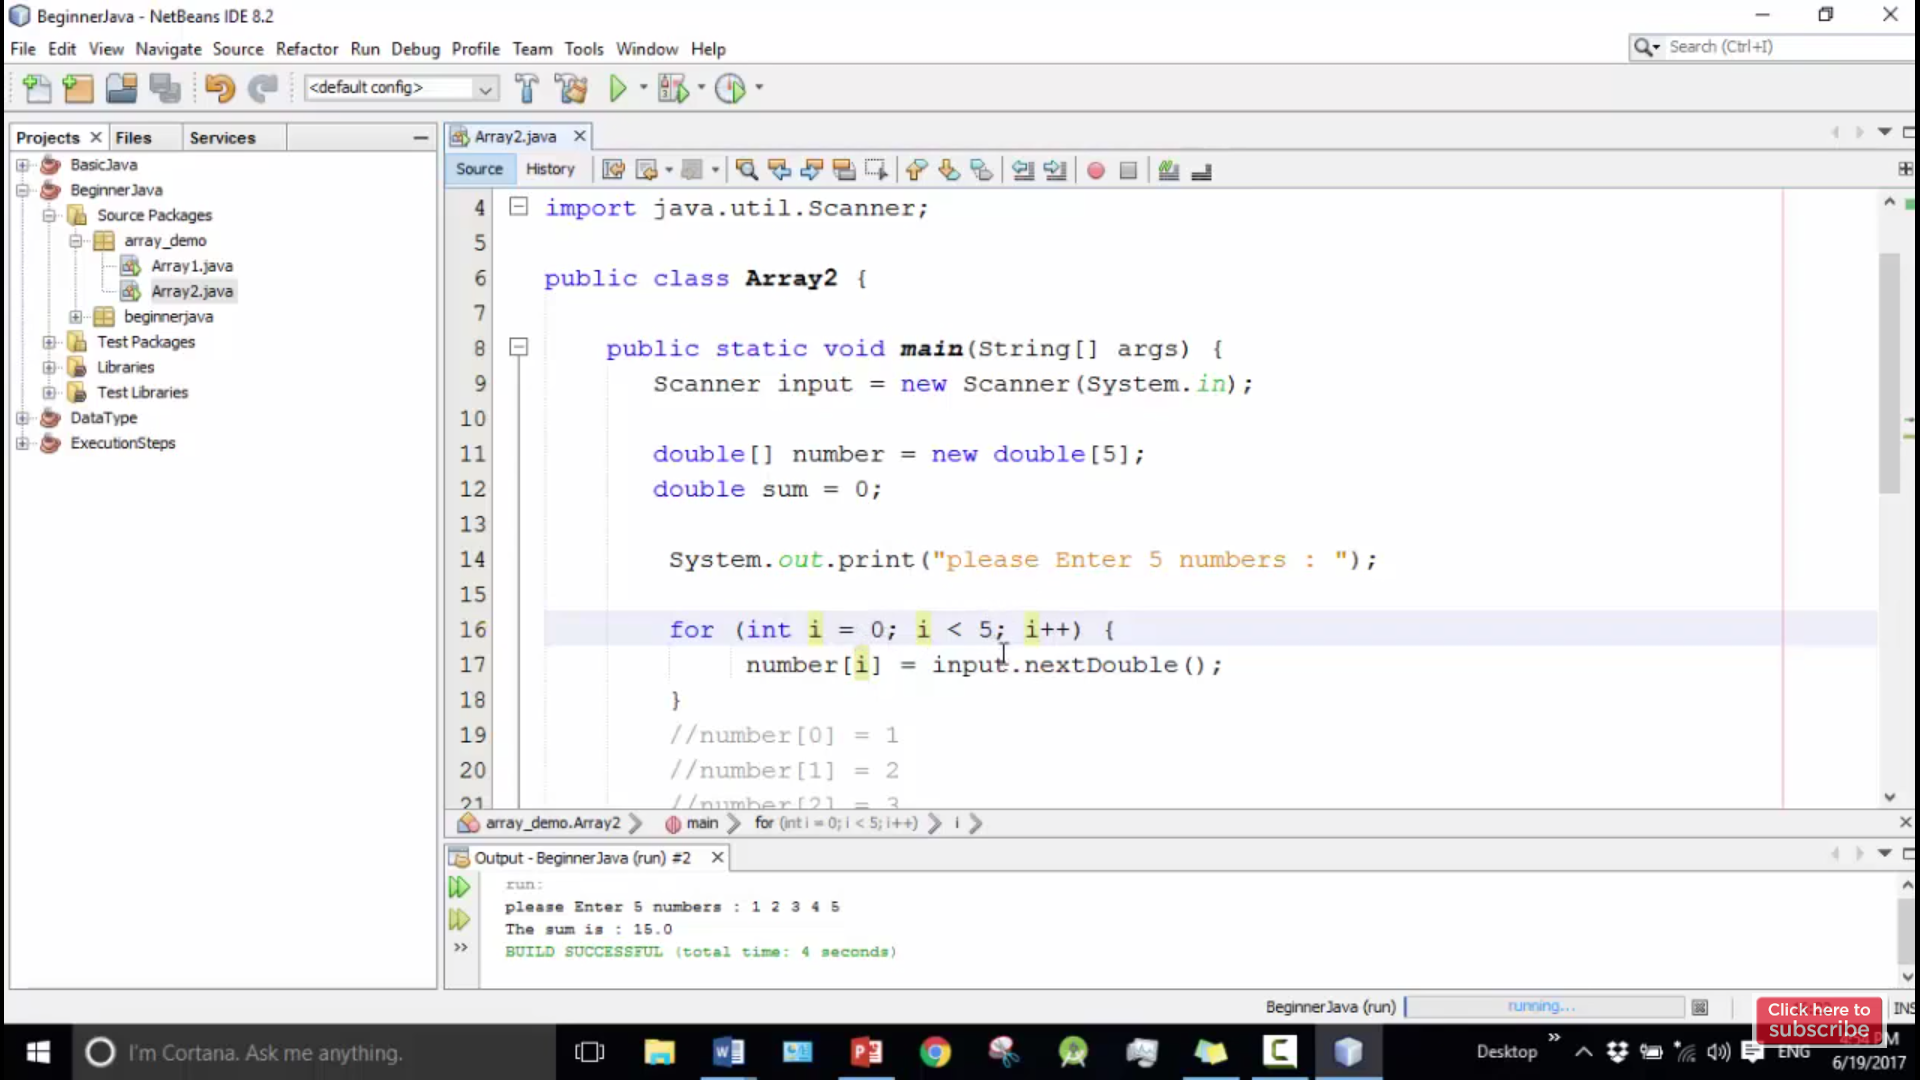 BeginnerJava - NetBeans IDE 8.2
File Edit View Navigate Source Refactor Run Debug Profile Team Tools Window Help
Search (Ctrl+I)
<default config>
Projects Files Services
BasicJava
BeginnerJava
Source Packages
array_demo
Array1.java
Array2.java
beginnerjava
Test Packages
Libraries
Test Libraries
DataType
ExecutionSteps
Array2.java
Source History
4 import java.util.Scanner;
5
6 public class Array2 {
7
8 public static void main(String[] args) {
9 Scanner input = new Scanner(System.in);
10
11 double[] number = new double[5];
12 double sum = 0;
13
14 System.out.print("please Enter 5 numbers : ");
15
16 for (int i = 0; i < 5; i++) {
17 number[i] = input.nextDouble();
18 }
19 //number[0] = 1
20 //number[1] = 2
21 //number[2] = 3
array_demo.Array2 main for (int i = 0; i < 5; i++) i
Output - BeginnerJava (run) #2
run:
please Enter 5 numbers : 1 2 3 4 5
The sum is : 15.0
BUILD SUCCESSFUL (total time: 4 seconds)
BeginnerJava (run) running... INS
Click here to
subscribe
I'm Cortana. Ask me anything.
Desktop
ENG
4:54 PM
6/19/2017